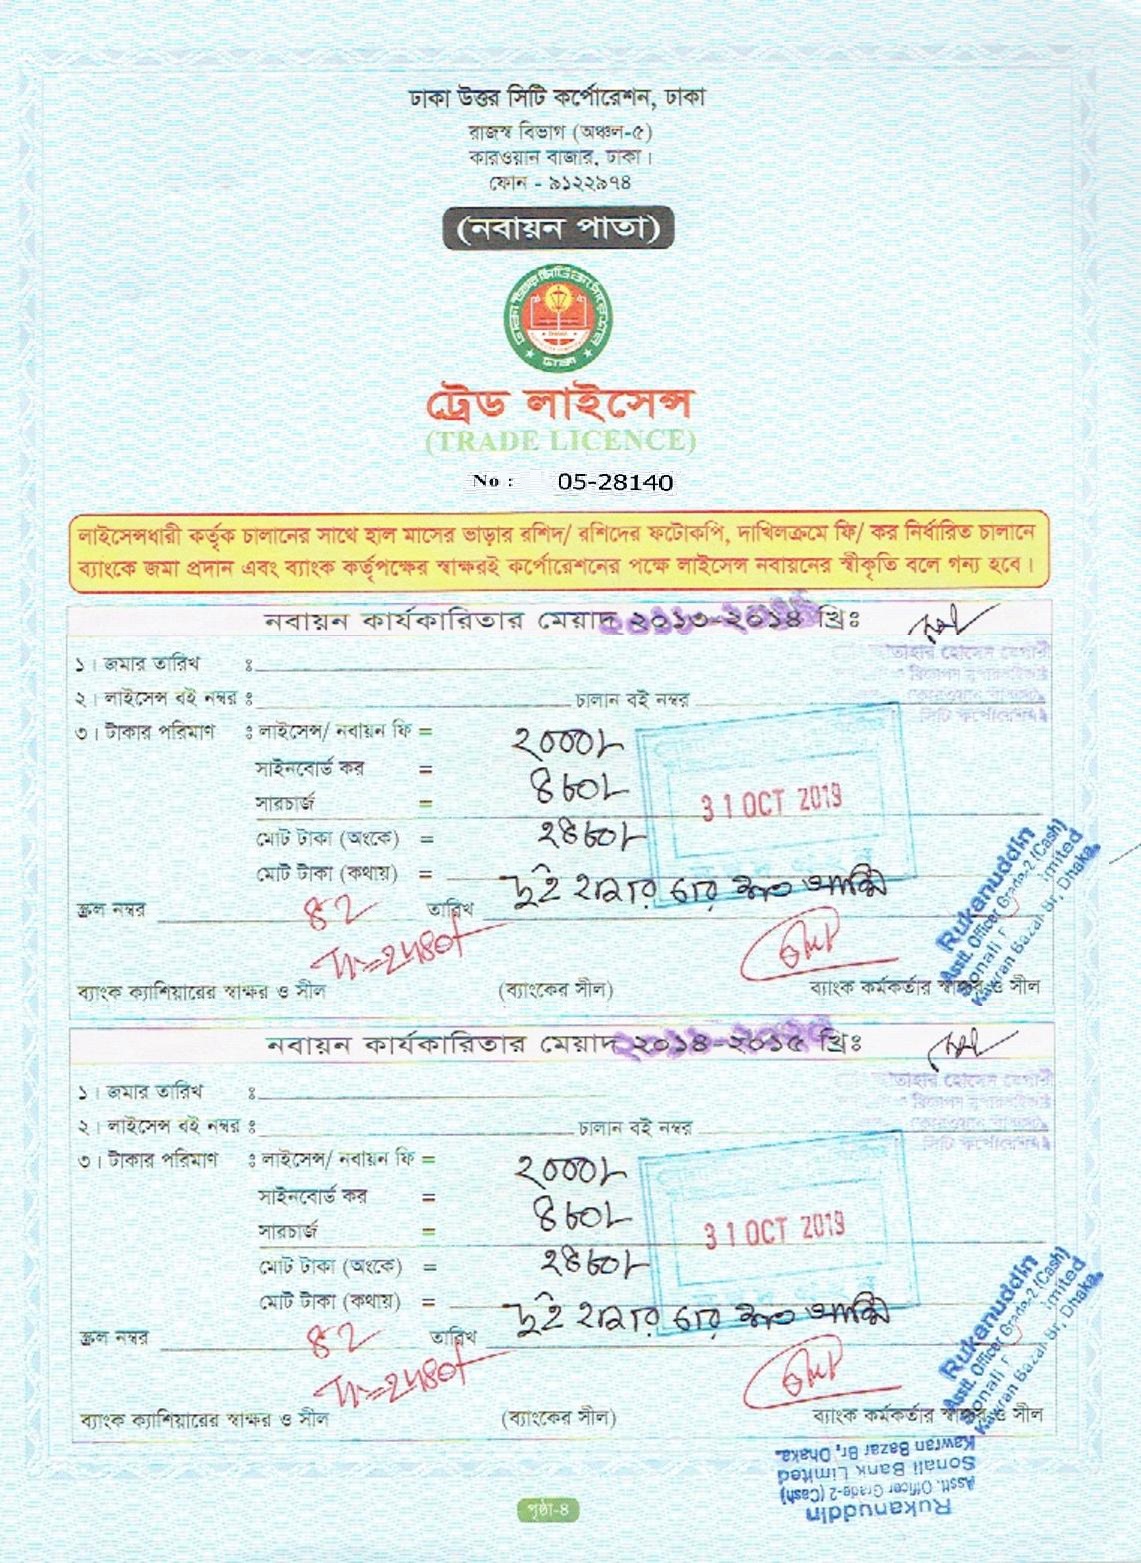 ঢাকা উত্তর সিটি কর্পোরেশন, ঢাকা
রাজস্ব বিভাগ (অঞ্চল-৫)
কারওয়ান বাজার, ঢাকা।
ফোন - ৯১২২৯৭৪
(নবায়ন পাতা)
ঢাকা
ট্রেড লাইসেন্স
(TRADE LICENCE)
No : 05-28140
লাইসেন্সধারী কর্তৃক চালানের সাথে হাল মাসের ভাড়ার রশিদ/ রশিদের ফটোকপি, দাখিলক্রমে ফি/ কর নির্ধারিত চালানে
ব্যাংকে জমা প্রদান এবং ব্যাংক কর্তৃপক্ষের স্বাক্ষরই কর্পোরেশনের পক্ষে লাইসেন্স নবায়নের স্বীকৃতি বলে গন্য হবে।
নবায়ন কার্যকারিতার মেয়াদ ২০১৩-২০১৪ খ্রিঃ
১। জমার তারিখ ঃ
২। লাইসেন্স বই নম্বর ঃ চালান বই নম্বর
৩। টাকার পরিমাণ ঃ লাইসেন্স/ নবায়ন ফি = ২০০০/-
সাইনবোর্ড কর = ৪৮০/-
সারচার্জ =
31 OCT 2019
মোট টাকা (অংকে) = ২৪৮০/-
মোট টাকা (কথায়) = দুই হাজার চার শত আশি
স্ক্রল নম্বর ৪২ তারিখ
Tk=2480/-
Rukanuddin
Asstt. Officer Grade-2 (Cash)
Sonali Limited
Kawran Bazar Br, Dhaka.
ব্যাংক ক্যাশিয়ারের স্বাক্ষর ও সীল (ব্যাংকের সীল) ব্যাংক কর্মকর্তার স্বাক্ষর ও সীল
নবায়ন কার্যকারিতার মেয়াদ ২০১৪-২০১৫ খ্রিঃ
১। জমার তারিখ ঃ
২। লাইসেন্স বই নম্বর ঃ চালান বই নম্বর
৩। টাকার পরিমাণ ঃ লাইসেন্স/ নবায়ন ফি = ২০০০/-
সাইনবোর্ড কর = ৪৮০/-
সারচার্জ =
31 OCT 2019
মোট টাকা (অংকে) = ২৪৮০/-
মোট টাকা (কথায়) = দুই হাজার চার শত আশি
স্ক্রল নম্বর ৪২ তারিখ
Tk=2480/-
Rukanuddin
Asstt. Officer Grade-2 (Cash)
Sonali Limited
Kawran Bazar Br, Dhaka.
ব্যাংক ক্যাশিয়ারের স্বাক্ষর ও সীল (ব্যাংকের সীল) ব্যাংক কর্মকর্তার স্বাক্ষর ও সীল
Rukanuddin
Asstt. Officer Grade-2 (Cash)
Sonali Bank Limited
Kawran Bazar Br, Dhaka.
পৃষ্ঠা-৪